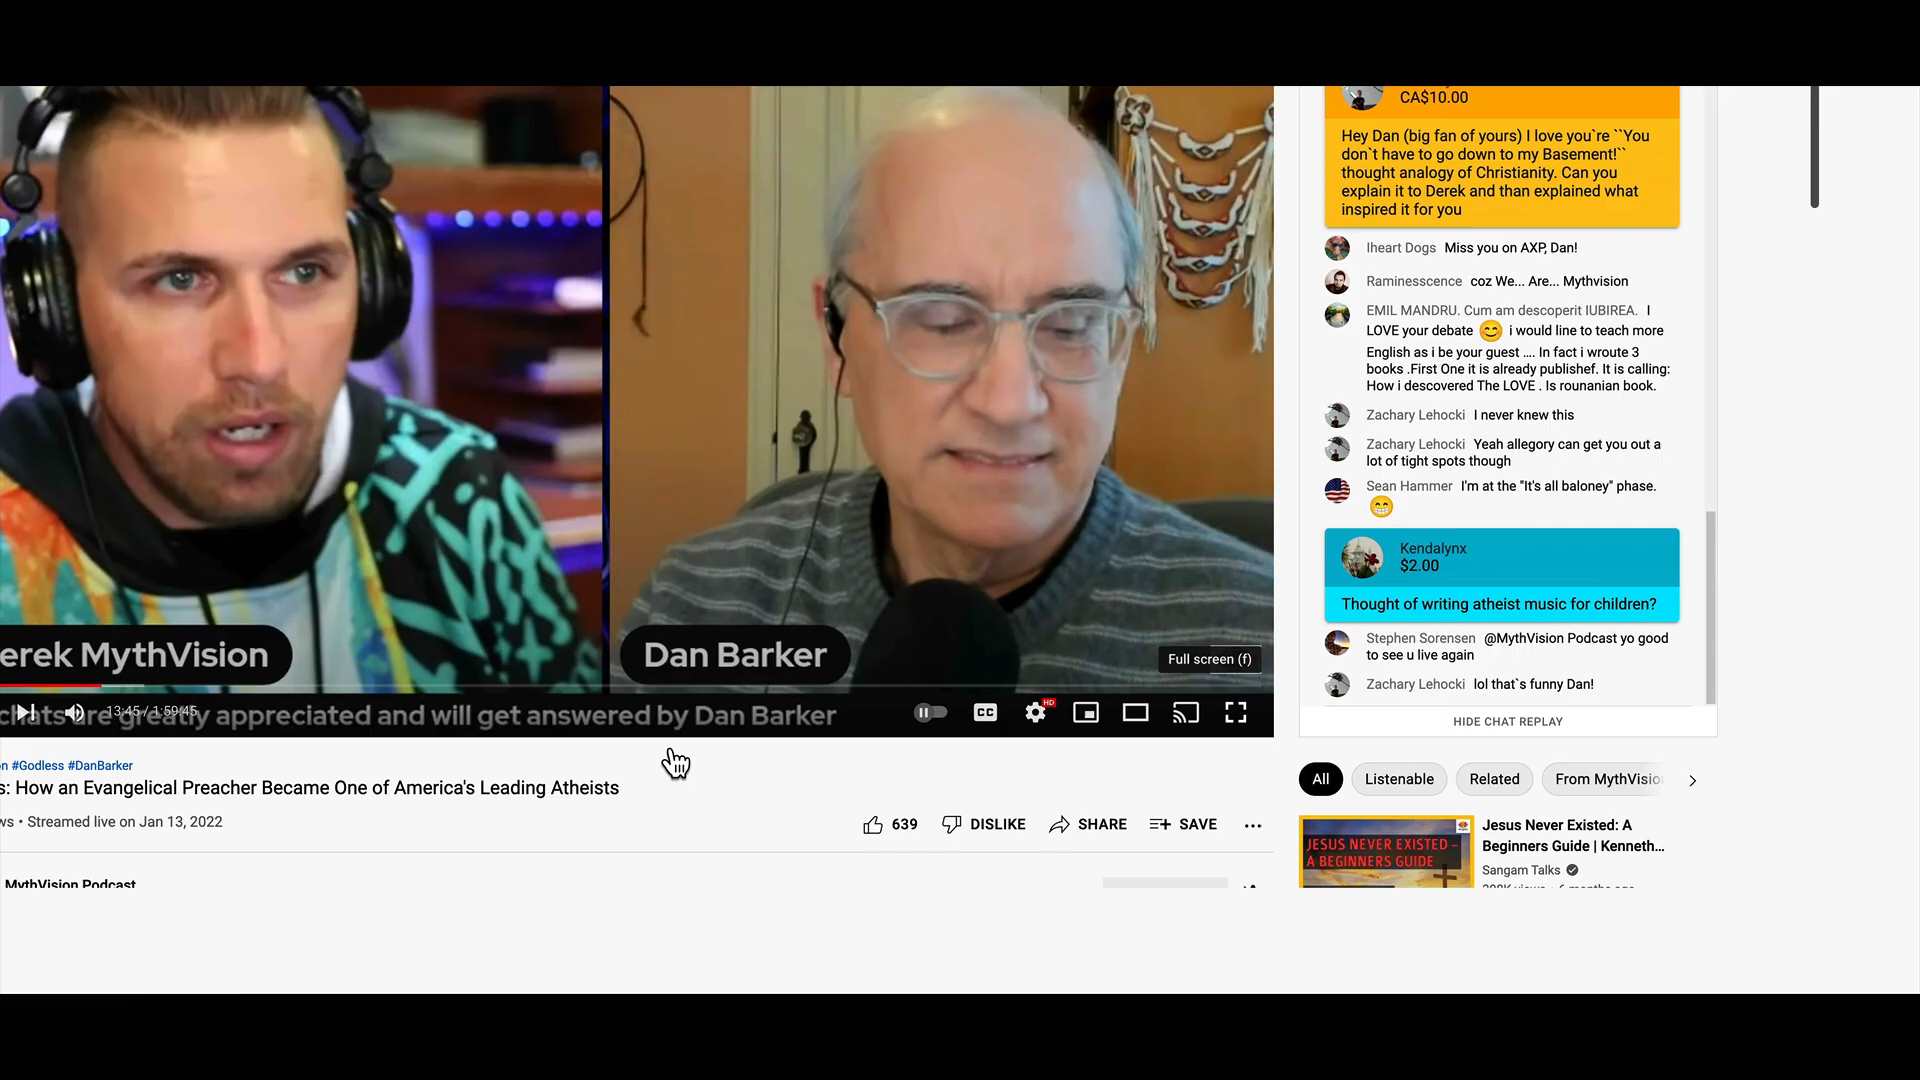 CA$10.00
Hey Dan (big fan of yours) I love you`re ``You
don`t have to go down to my Basement!``
thought analogy of Christianity. Can you
explain it to Derek and than explained what
inspired it for you
Iheart Dogs Miss you on AXP, Dan!
Raminesscence coz We... Are... Mythvision
EMIL MANDRU. Cum am descoperit IUBIREA. I
LOVE your debate 😊 i would line to teach more
English as i be your guest .... In fact i wroute 3
books .First One it is already publishef. It is calling:
How i descovered The LOVE . Is rounanian book.
Zachary Lehocki I never knew this
Zachary Lehocki Yeah allegory can get you out a
lot of tight spots though
Sean Hammer I'm at the "It's all baloney" phase.
😁
Kendalynx
$2.00
Thought of writing atheist music for children?
Stephen Sorensen @MythVision Podcast yo good
to see u live again
Zachary Lehocki lol that`s funny Dan!
HIDE CHAT REPLAY
erek MythVision
Dan Barker
Full screen (f)
13:45 / 1:59:45
chats are greatly appreciated and will get answered by Dan Barker
CC
HD
n #Godless #DanBarker
s: How an Evangelical Preacher Became One of America's Leading Atheists
ws • Streamed live on Jan 13, 2022
639
DISLIKE
SHARE
SAVE
MythVision Podcast
All
Listenable
Related
From MythVisio
JESUS NEVER EXISTED –
A BEGINNERS GUIDE
Jesus Never Existed: A
Beginners Guide | Kenneth...
Sangam Talks